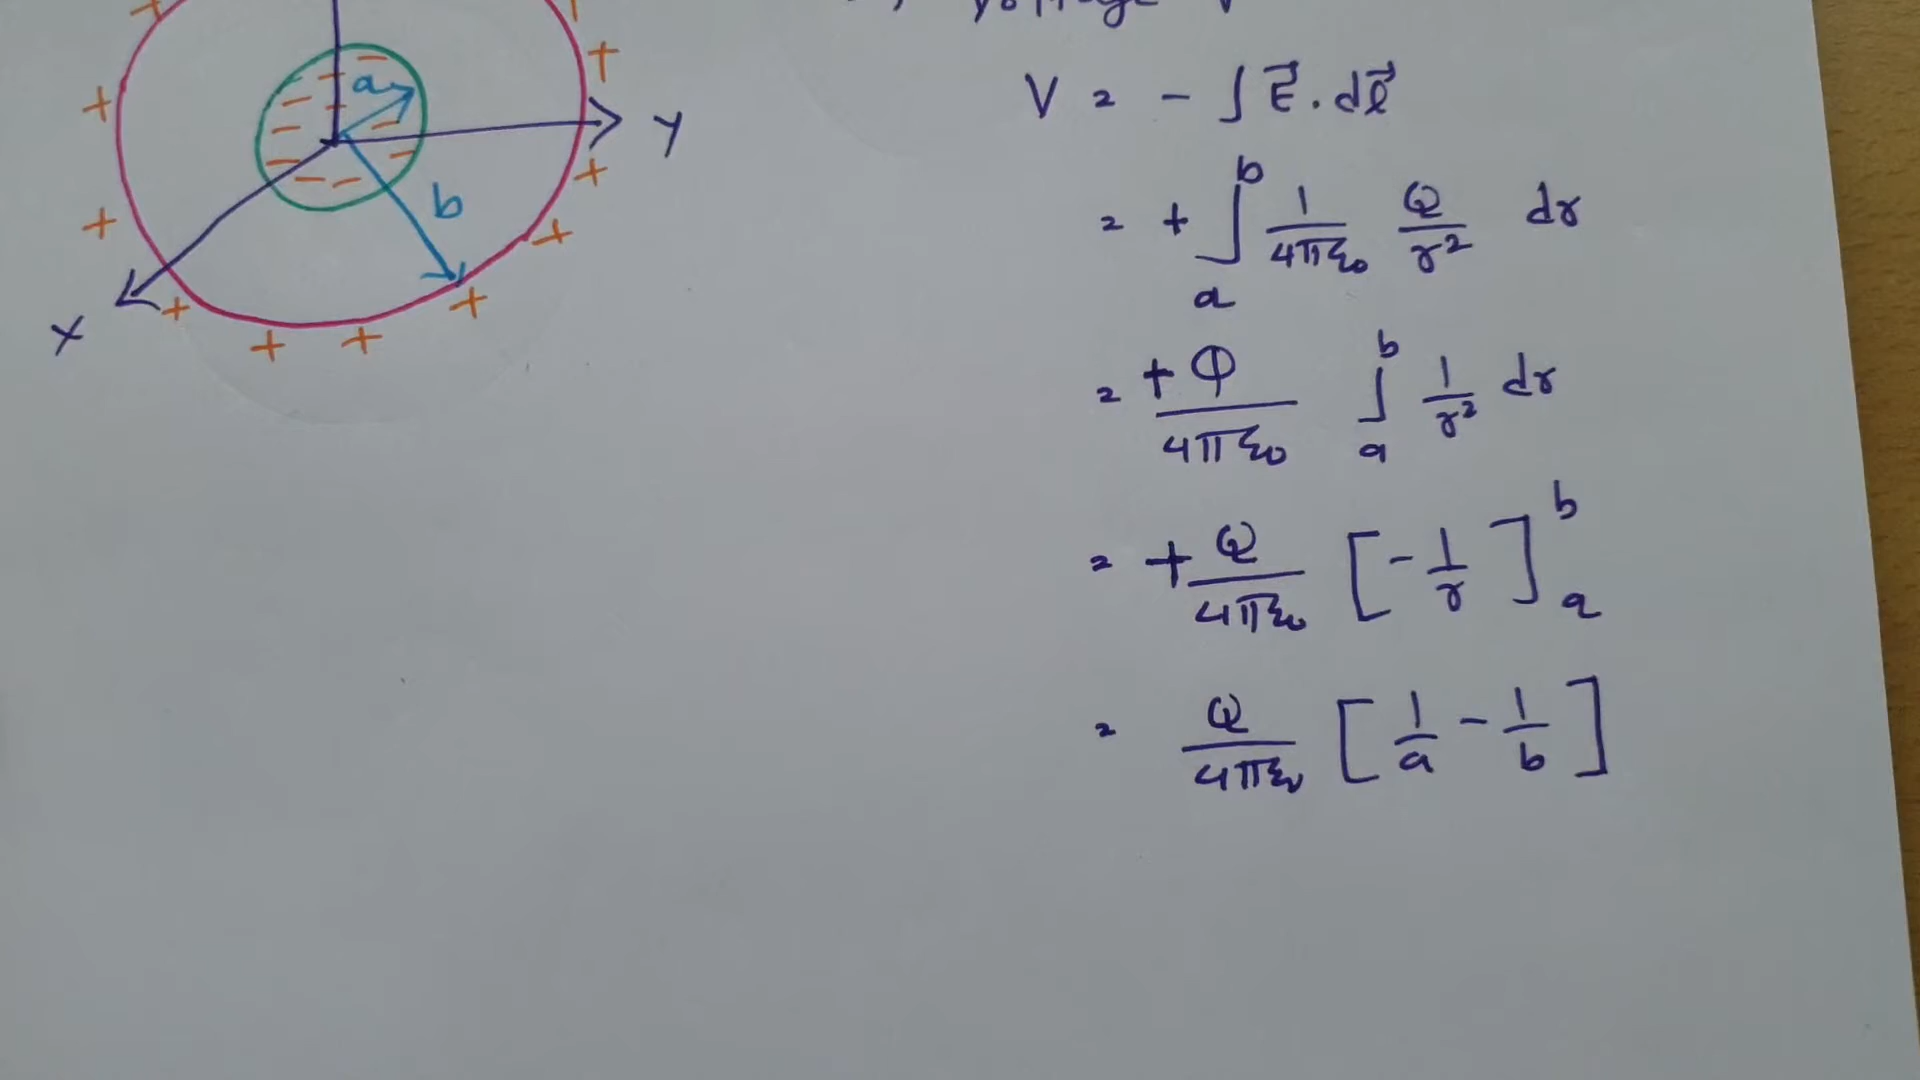 V = - ∫ E⃗ . dl⃗
= + ∫ₐᵇ 1/4πε₀ Q/r² dr
= +Q/4πε₀ ∫ₐᵇ 1/r² dr
= +Q/4πε₀ [ -1/r ]ₐᵇ
= Q/4πε₀ [ 1/a - 1/b ]
+ +
+ a +
- - - - - - - - - - -
Y
+ b +
+ +
X + + + +